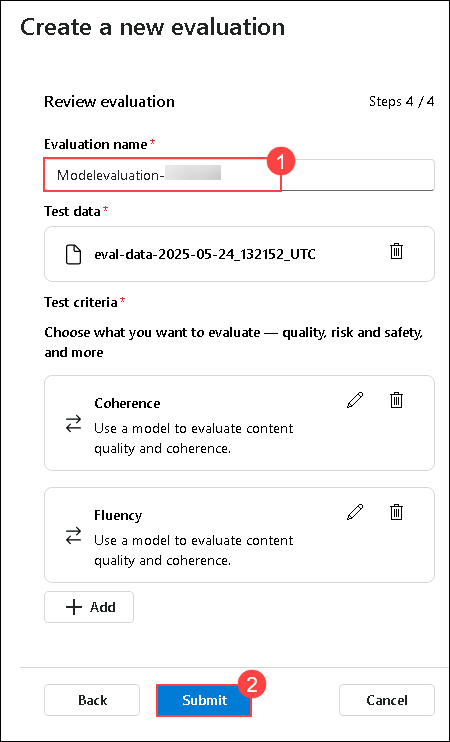 Create a new evaluation
Review evaluation
Steps 4 / 4
Evaluation name*
1
Modelevaluation-
Test data*
eval-data-2025-05-24_132152_UTC
Test criteria*
Choose what you want to evaluate — quality, risk and safety,
and more
Coherence
Use a model to evaluate content
quality and coherence.
Fluency
Use a model to evaluate content
quality and coherence.
+ Add
2
Back
Submit
Cancel